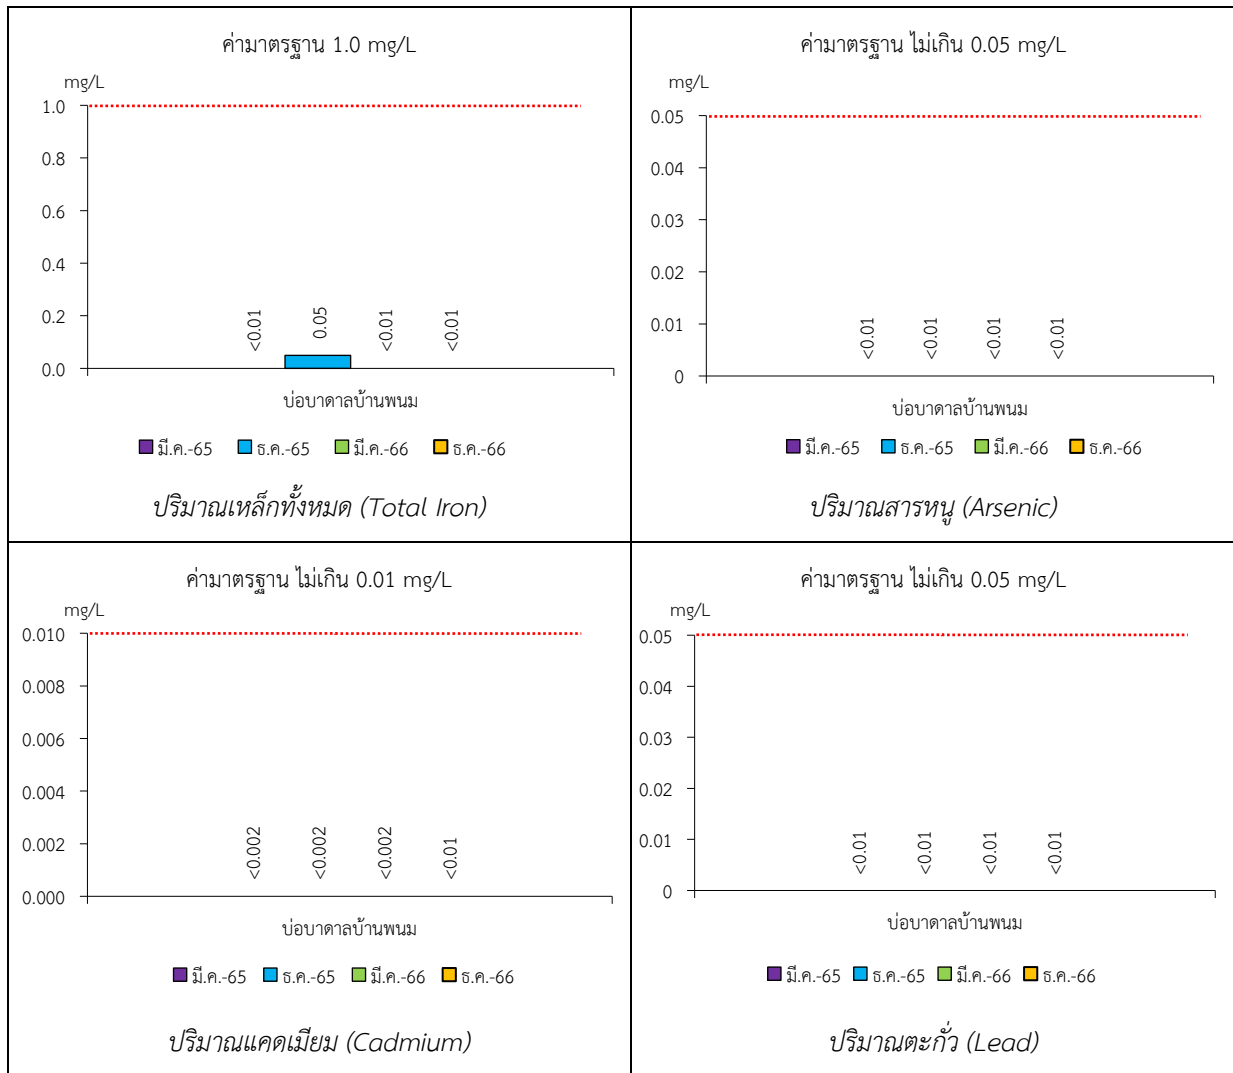 ค่ามาตรฐาน 1.0 mg/L
mg/L
1.0
0.8
0.6
0.4
0.2
0.0
<0.01
0.05
<0.01
<0.01
บ่อบาดาลบ้านพนม
มี.ค.-65 ธ.ค.-65 มี.ค.-66 ธ.ค.-66
ปริมาณเหล็กทั้งหมด (Total Iron)
ค่ามาตรฐาน ไม่เกิน 0.05 mg/L
mg/L
0.05
0.04
0.03
0.02
0.01
0
<0.01
<0.01
<0.01
<0.01
บ่อบาดาลบ้านพนม
มี.ค.-65 ธ.ค.-65 มี.ค.-66 ธ.ค.-66
ปริมาณสารหนู (Arsenic)
ค่ามาตรฐาน ไม่เกิน 0.01 mg/L
mg/L
0.010
0.008
0.006
0.004
0.002
0.000
<0.002
<0.002
<0.002
<0.01
บ่อบาดาลบ้านพนม
มี.ค.-65 ธ.ค.-65 มี.ค.-66 ธ.ค.-66
ปริมาณแคดเมียม (Cadmium)
ค่ามาตรฐาน ไม่เกิน 0.05 mg/L
mg/L
0.05
0.04
0.03
0.02
0.01
0
<0.01
<0.01
<0.01
<0.01
บ่อบาดาลบ้านพนม
มี.ค.-65 ธ.ค.-65 มี.ค.-66 ธ.ค.-66
ปริมาณตะกั่ว (Lead)